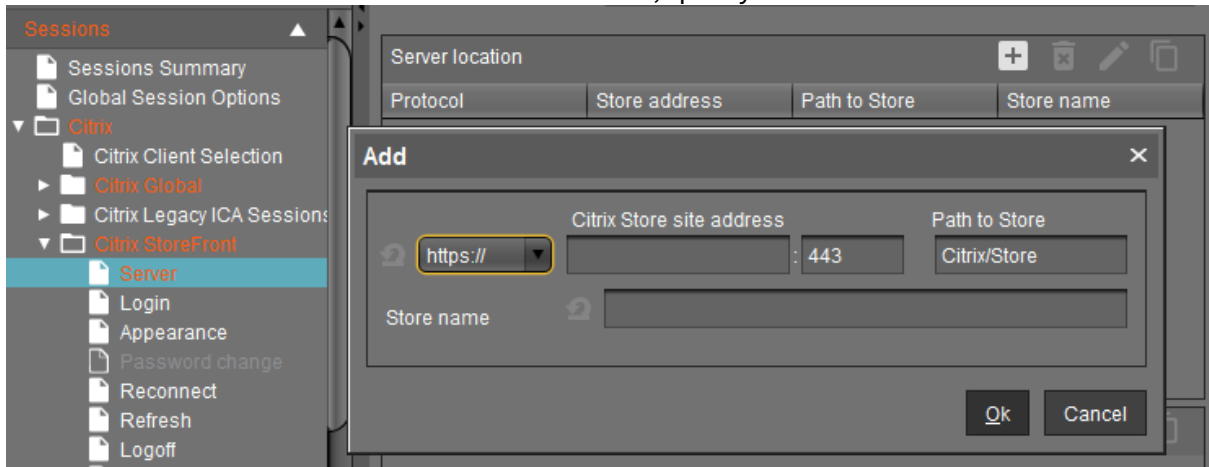 Sessions
Sessions Summary
Global Session Options
Citrix
Citrix Client Selection
Citrix Global
Citrix Legacy ICA Sessions
Citrix StoreFront
Server
Login
Appearance
Password change
Reconnect
Refresh
Logoff
Server location
Protocol Store address Path to Store Store name
Add
Citrix Store site address Path to Store
https:// : 443 Citrix/Store
Store name
Ok Cancel